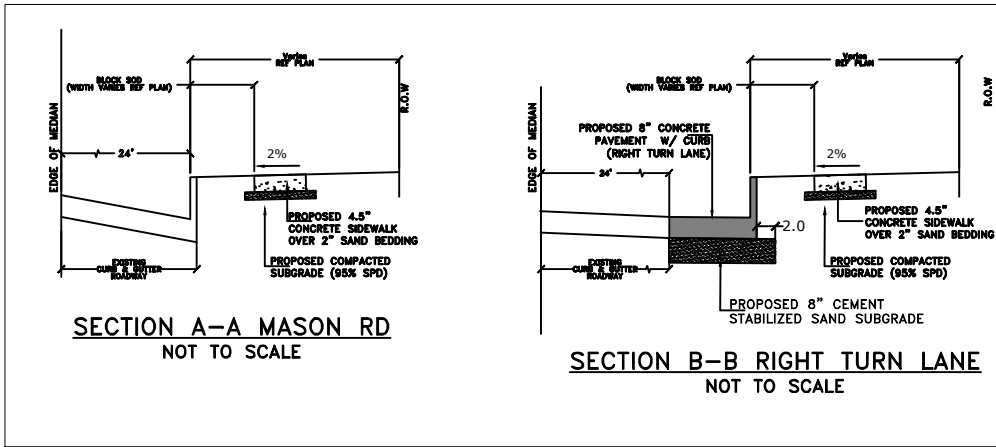 Varies
REF PLAN
BLOCK SOD
(WIDTH VARIES REF PLAN)
EDGE OF MEDIAN
24'
2%
R.O.W
PROPOSED 4.5"
CONCRETE SIDEWALK
OVER 2" SAND BEDDING
PROPOSED COMPACTED
SUBGRADE (95% SPD)
EXISTING
CURB & GUTTER
ROADWAY
SECTION A-A MASON RD
NOT TO SCALE
Varies
REF PLAN
BLOCK SOD
(WIDTH VARIES REF PLAN)
EDGE OF MEDIAN
PROPOSED 8" CONCRETE
PAVEMENT W/ CURB
(RIGHT TURN LANE)
24'
2%
R.O.W
2.0
PROPOSED 4.5"
CONCRETE SIDEWALK
OVER 2" SAND BEDDING
PROPOSED COMPACTED
SUBGRADE (95% SPD)
EXISTING
CURB & GUTTER
ROADWAY
PROPOSED 8" CEMENT
STABILIZED SAND SUBGRADE
SECTION B-B RIGHT TURN LANE
NOT TO SCALE